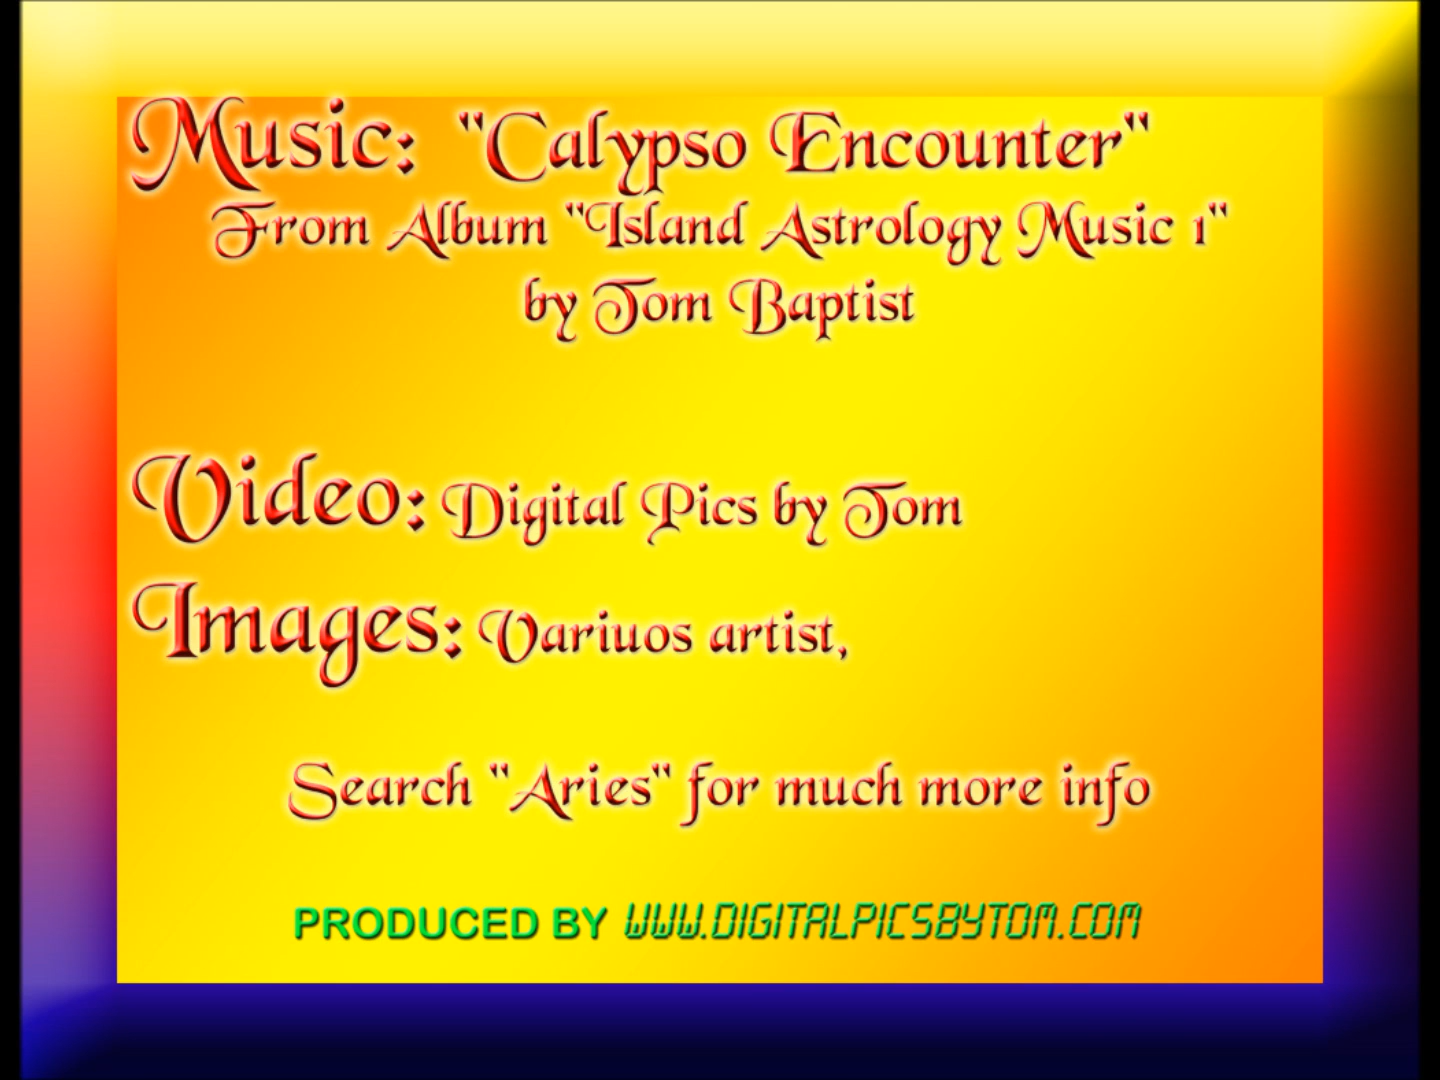 Music: "Calypso Encounter"
From Album "Island Astrology Music 1"
by Tom Baptist
Video: Digital Pics by Tom
Images: Variuos artist,
Search "Aries" for much more info
PRODUCED BY WWW.DIGITALPICSBYTOM.COM